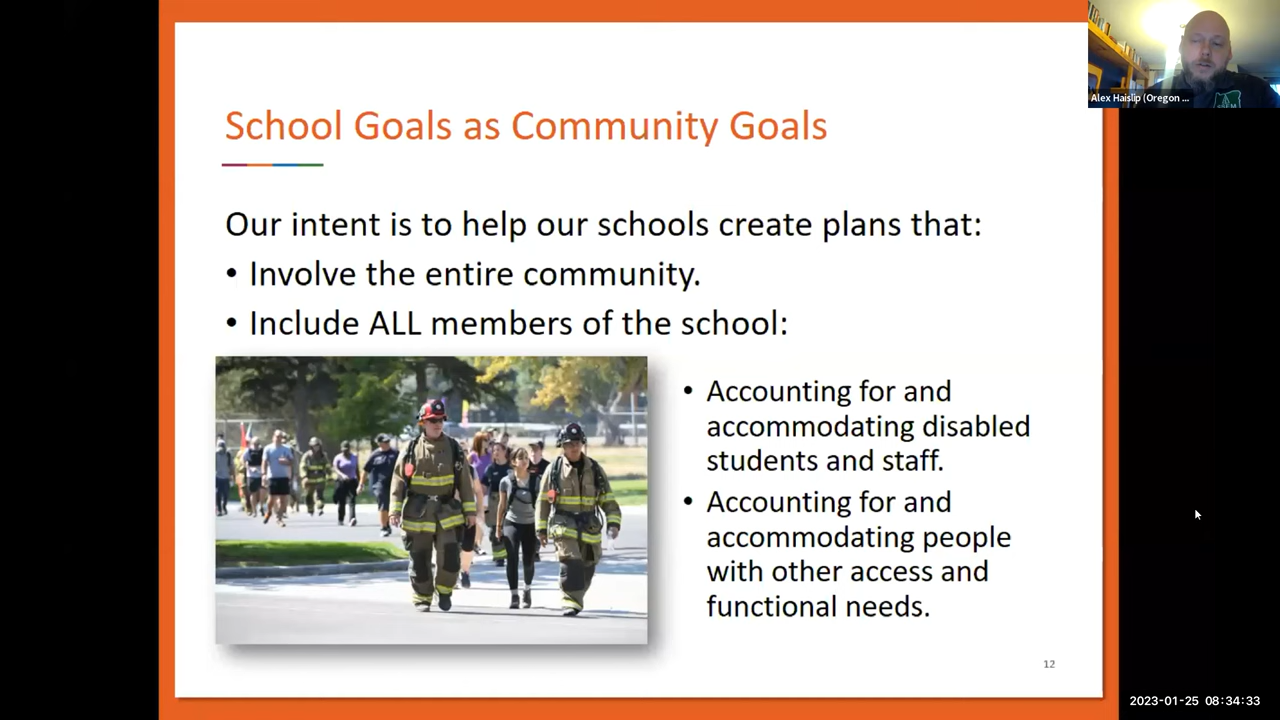 School Goals as Community Goals
Our intent is to help our schools create plans that:
• Involve the entire community.
• Include ALL members of the school:
• Accounting for and
accommodating disabled
students and staff.
• Accounting for and
accommodating people
with other access and
functional needs.
12
Alex Haislip (Oregon ...
2023-01-25 08:34:33